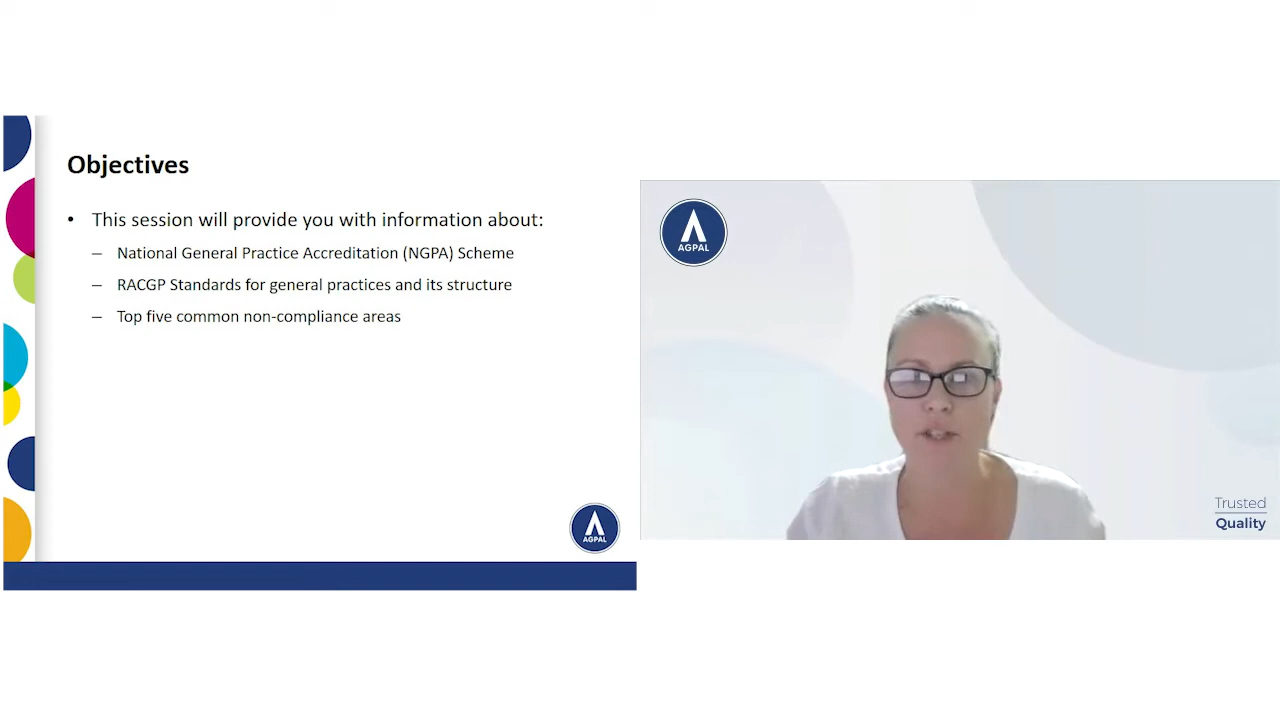 Objectives
• This session will provide you with information about:
– National General Practice Accreditation (NGPA) Scheme
– RACGP Standards for general practices and its structure
– Top five common non-compliance areas
AGPAL
AGPAL
Trusted
Quality